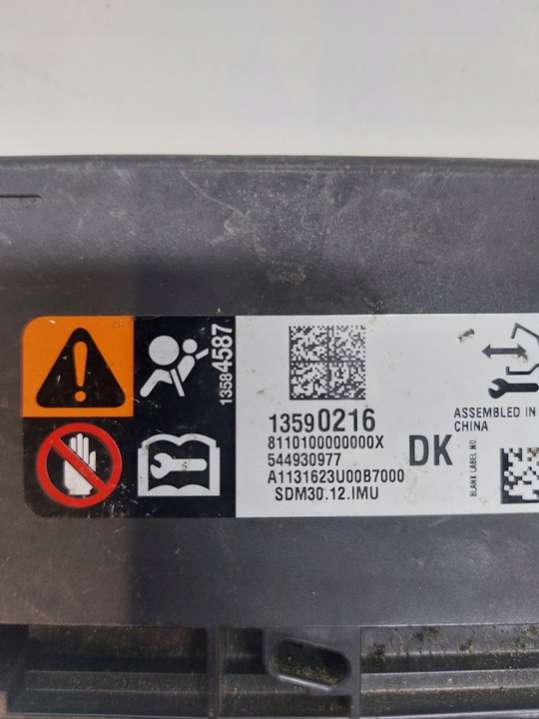 13584587
13590216
8110100000000X
544930977
A1131623U00B7000
SDM30.12.IMU
DK
ASSEMBLED IN
CHINA
BLANK LABEL NO